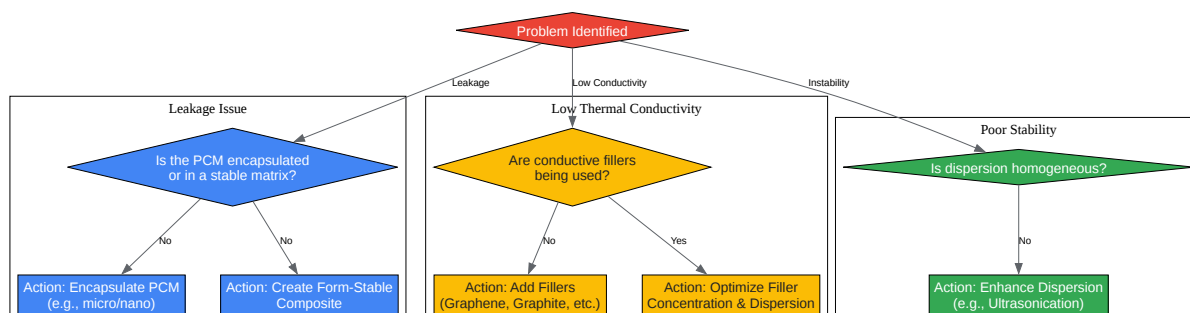 Problem Identified
Leakage
Low Conductivity
Instability
Leakage Issue
Low Thermal Conductivity
Poor Stability
Is the PCM encapsulated
or in a stable matrix?
Are conductive fillers
being used?
Is dispersion homogeneous?
No
No
No
Yes
No
Action: Encapsulate PCM
(e.g., micro/nano)
Action: Create Form-Stable
Composite
Action: Add Fillers
(Graphene, Graphite, etc.)
Action: Optimize Filler
Concentration & Dispersion
Action: Enhance Dispersion
(e.g., Ultrasonication)